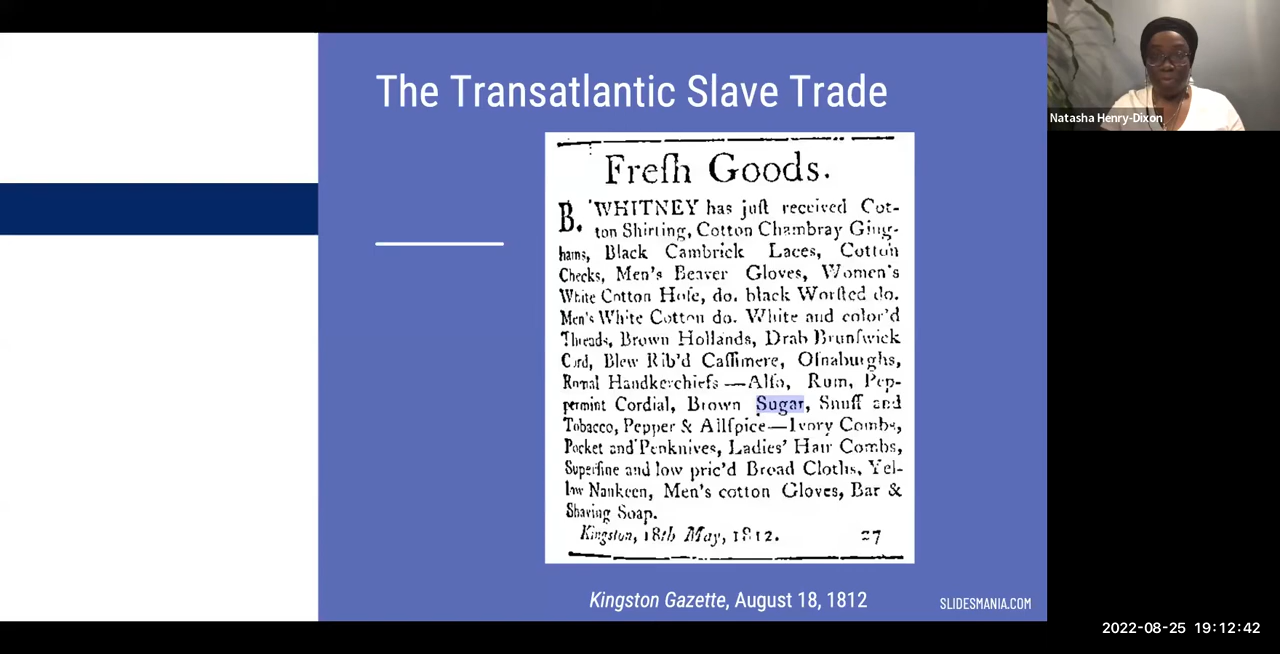 The Transatlantic Slave Trade
Freſh Goods.
B. WHITNEY has juſt received Cot-
ton Shirting, Cotton Chambray Ging-
hams, Black Cambrick Laces, Cotton
Checks, Men's Beaver Gloves, Women's
White Cotton Hoſe, do. black Worſted do.
Men's White Cotton do. White and color'd
Threads, Brown Hollands, Drab Brunſwick
Cord, Blew Rib'd Caſſimere, Oſnaburghs,
Romal Handkerchiefs —Alſo, Rum, Pep-
permint Cordial, Brown Sugar, Snuff and
Tobacco, Pepper & Allſpice—Ivory Combs,
Pocket and Penknives, Ladies' Hair Combs,
Superfine and low pric'd Broad Cloths, Yel-
low Nankeen, Men's cotton Gloves, Bar &
Shaving Soap.
Kingston, 18th May, 1812. 27
Kingston Gazette, August 18, 1812
SLIDESMANIA.COM
Natasha Henry-Dixon
2022-08-25 19:12:42